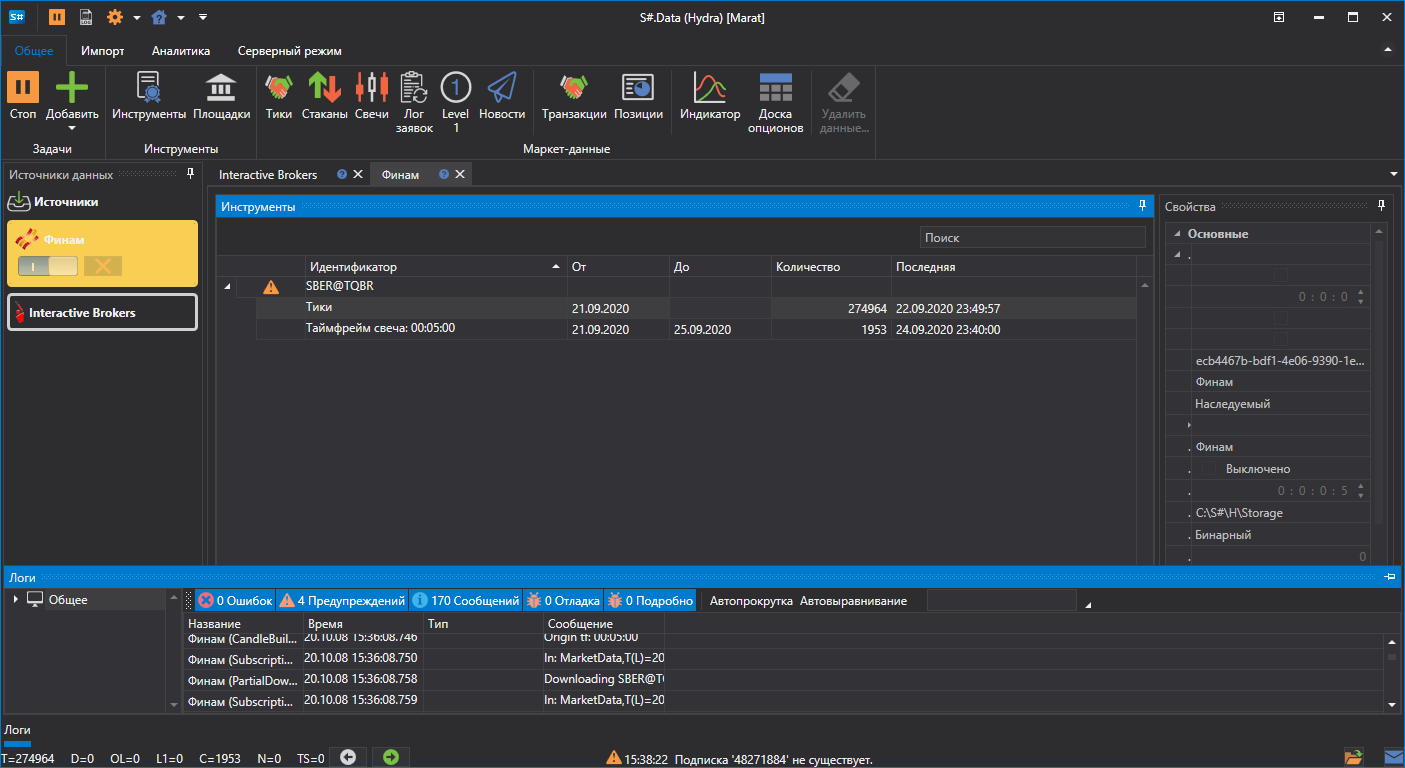 S# LOG S#.Data (Hydra) [Marat]
Общее Импорт Аналитика Серверный режим
Стоп Добавить Инструменты Площадки Тики Стаканы Свечи Лог заявок 1 Level 1 Новости Транзакции Позиции Индикатор Доска опционов Удалить данные...
Задачи Инструменты Маркет-данные
Источники данных
Interactive Brokers ? Финам ?
Источники
Инструменты
Свойства
Финам
Поиск
Основные
I
Идентификатор От До Количество Последняя
.
SBER@TQBR
Тики 21.09.2020 274964 22.09.2020 23:49:57
0 : 0 : 0
Interactive Brokers
Таймфрейм свеча: 00:05:00 21.09.2020 25.09.2020 1953 24.09.2020 23:40:00
ecb4467b-bdf1-4e06-9390-1e...
Финам
Наследуемый
. Финам
. Выключено
. 0 : 0 : 0 : 5
. C:\S#\H\Storage
. Бинарный
. 0
Логи
Общее
0 Ошибок 4 Предупреждений 170 Сообщений 0 Отладка 0 Подробно Автопрокрутка Автовыравнивание
Название Время Тип Сообщение
Финам (CandleBuil... 20.10.08 15:36:08.746 Origin tf: 00:05:00
Финам (Subscripti... 20.10.08 15:36:08.750 In: MarketData,T(L)=20
Финам (PartialDow... 20.10.08 15:36:08.758 Downloading SBER@T
Финам (Subscripti... 20.10.08 15:36:08.759 In: MarketData,T(L)=20
Логи
T=274964 D=0 OL=0 L1=0 C=1953 N=0 TS=0 15:38:22 Подписка '48271884' не существует.